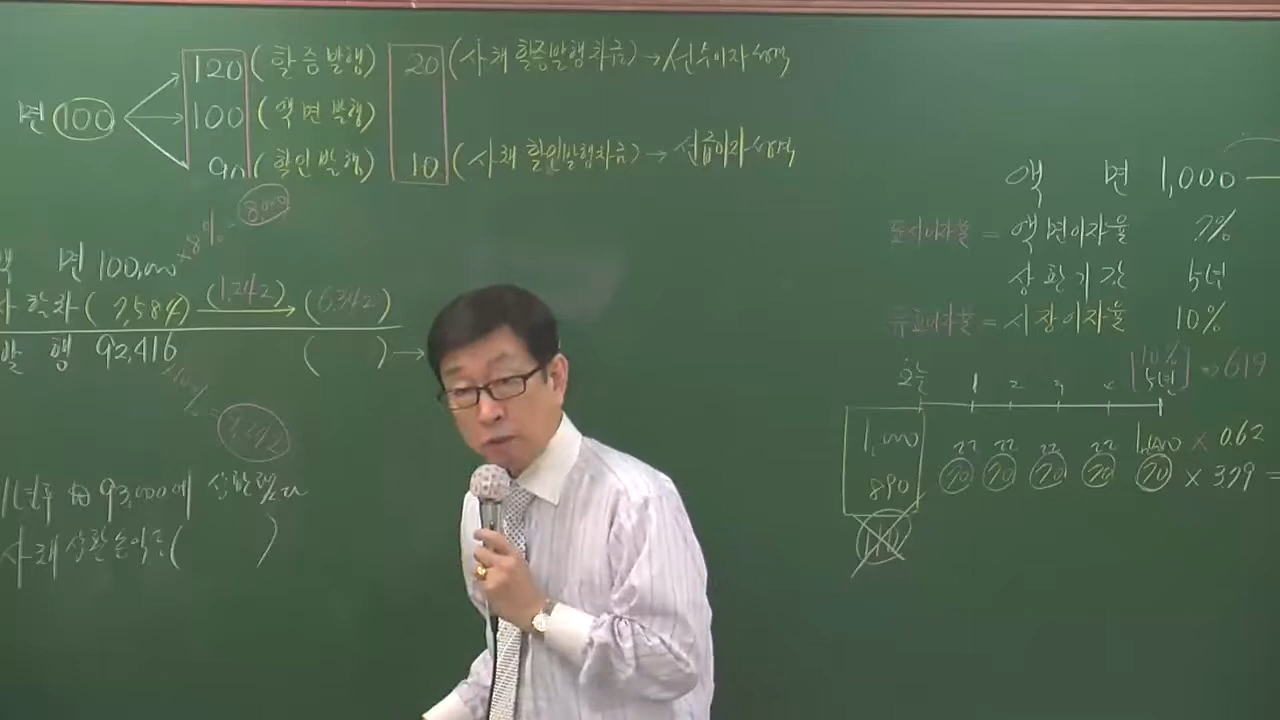 120 (할증발행) 20 (사채할증발행차금) → 선수이자성격
면 100 100 (액면발행)
90 (할인발행) 10 (사채할인발행차금) → 선급이자성격
액 면 100,000 × 8% = 8000
사할차 (7,584) (1,242) (6,342)
발 행 92,416 ( ) →
× 10% = 9,242
1년후 @ 93,000에 상환
사채상환손익은 ( )
액 면 1,000
표시이자율 = 액면이자율 7%
상환기간 5년
유효이자율 = 시장이자율 10%
오늘 1 2 3 4 [10% 5년] → 619
1,000 1,000 × 0.62
890 70 70 70 70 70 × 379 =
110